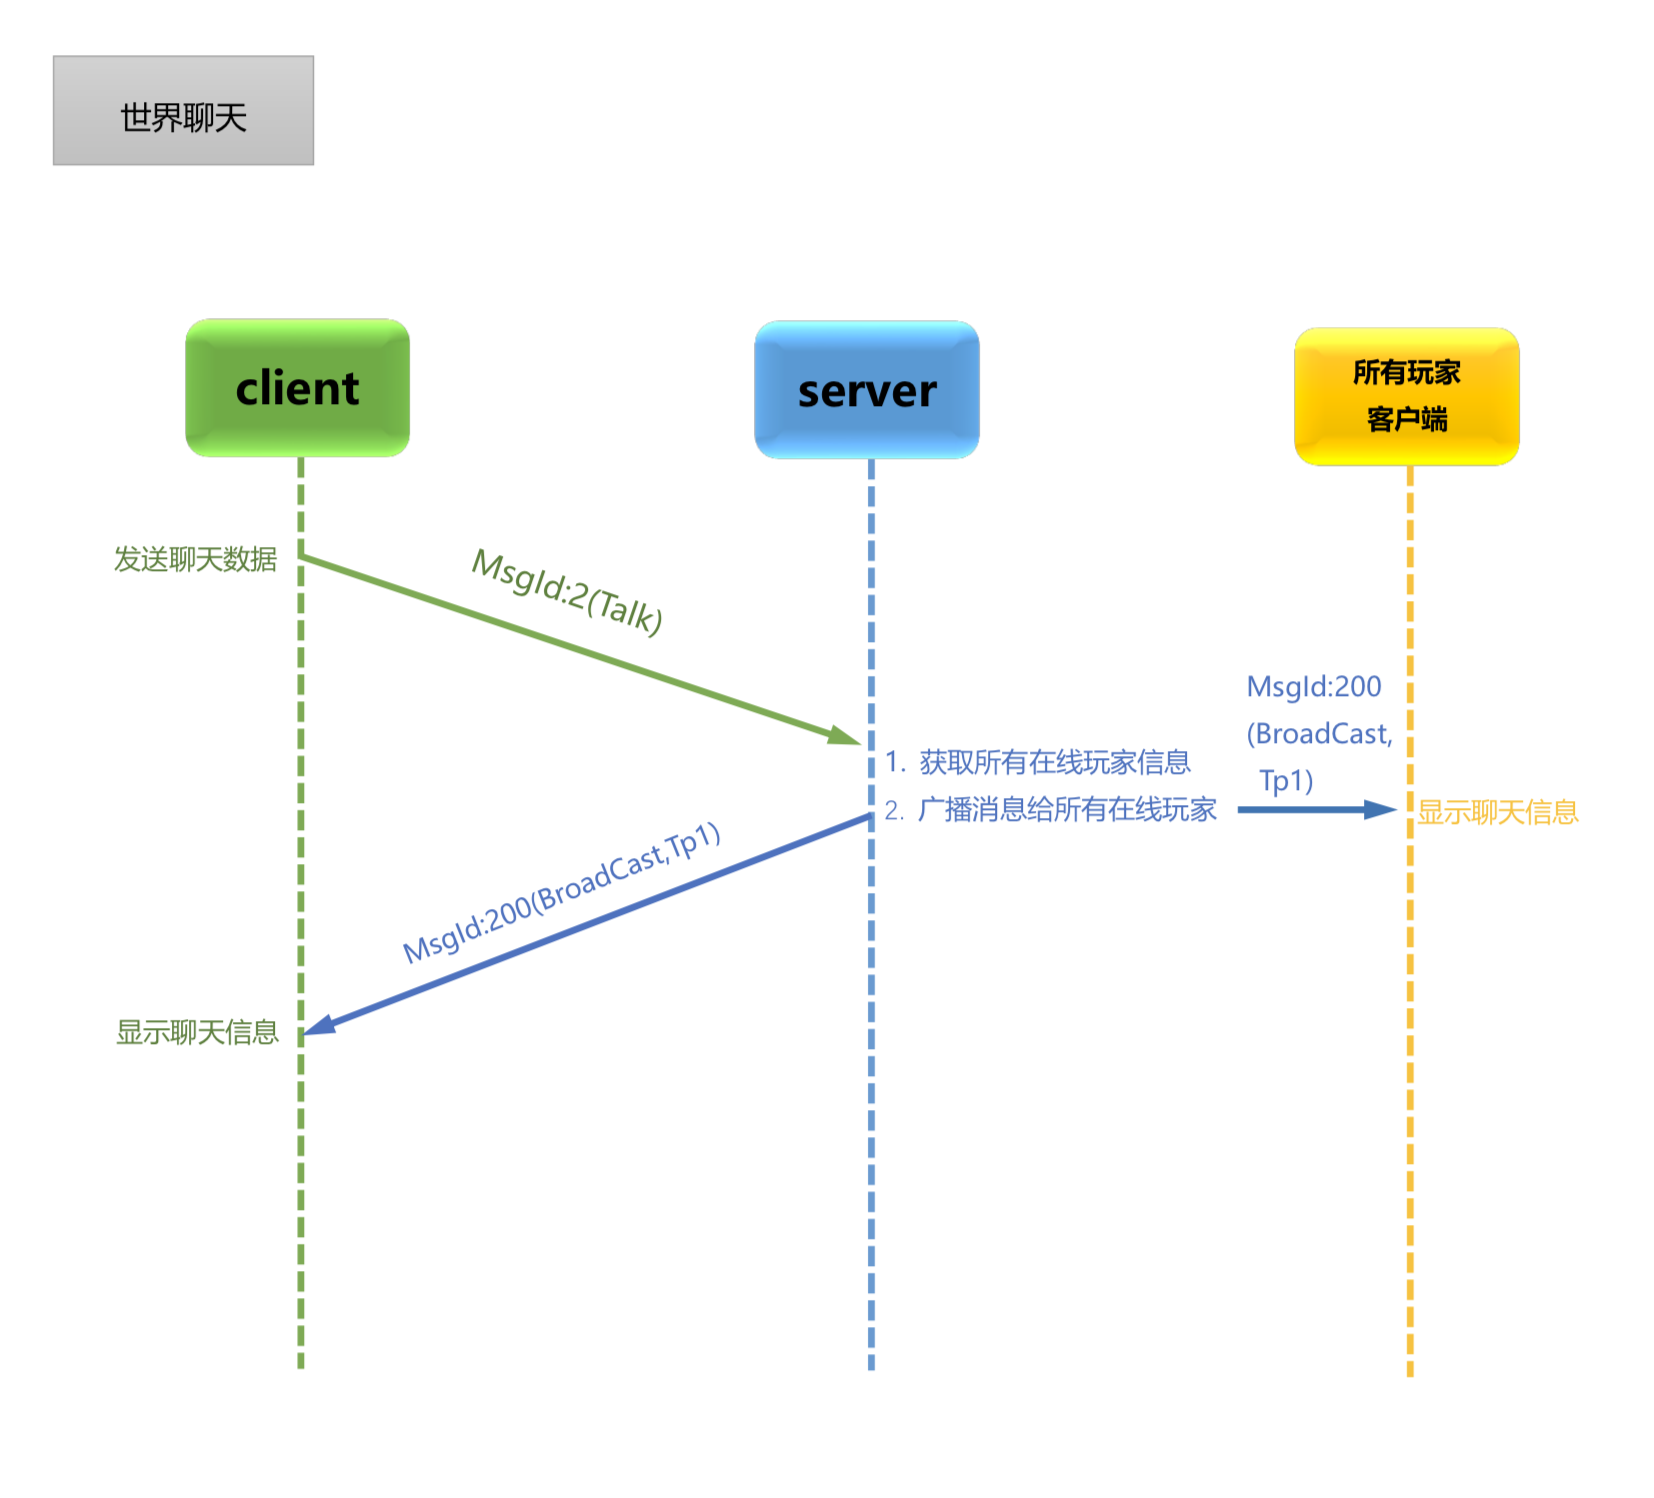 世界聊天
client
server
所有玩家
客户端
发送聊天数据
MsgId:2(Talk)
MsgId:200
(BroadCast,
Tp1)
1. 获取所有在线玩家信息
2. 广播消息给所有在线玩家
显示聊天信息
MsgId:200(BroadCast,Tp1)
显示聊天信息